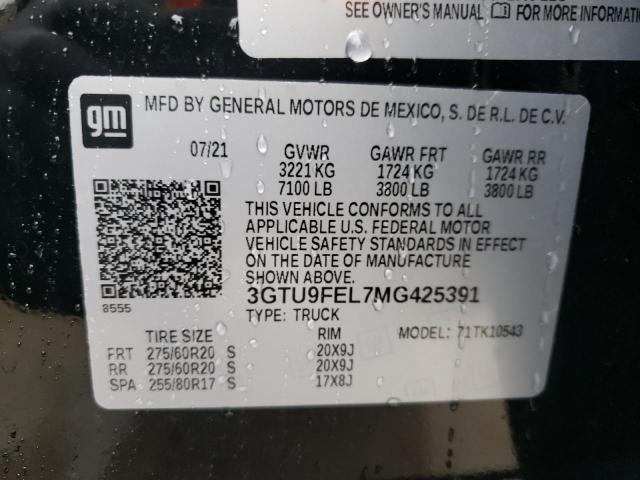 SEE OWNER'S MANUAL FOR MORE INFORMATION
gm
MFD BY GENERAL MOTORS DE MEXICO, S. DE R.L. DE C.V.
07/21 GVWR GAWR FRT GAWR RR
3221 KG 1724 KG 1724 KG
7100 LB 3800 LB 3800 LB
THIS VEHICLE CONFORMS TO ALL
APPLICABLE U.S. FEDERAL MOTOR
VEHICLE SAFETY STANDARDS IN EFFECT
ON THE DATE OF MANUFACTURE
SHOWN ABOVE.
3GTU9FEL7MG425391
8555
TYPE: TRUCK
TIRE SIZE RIM MODEL: 71TK10543
FRT 275/60R20 S 20X9J
RR 275/60R20 S 20X9J
SPA 255/80R17 S 17X8J